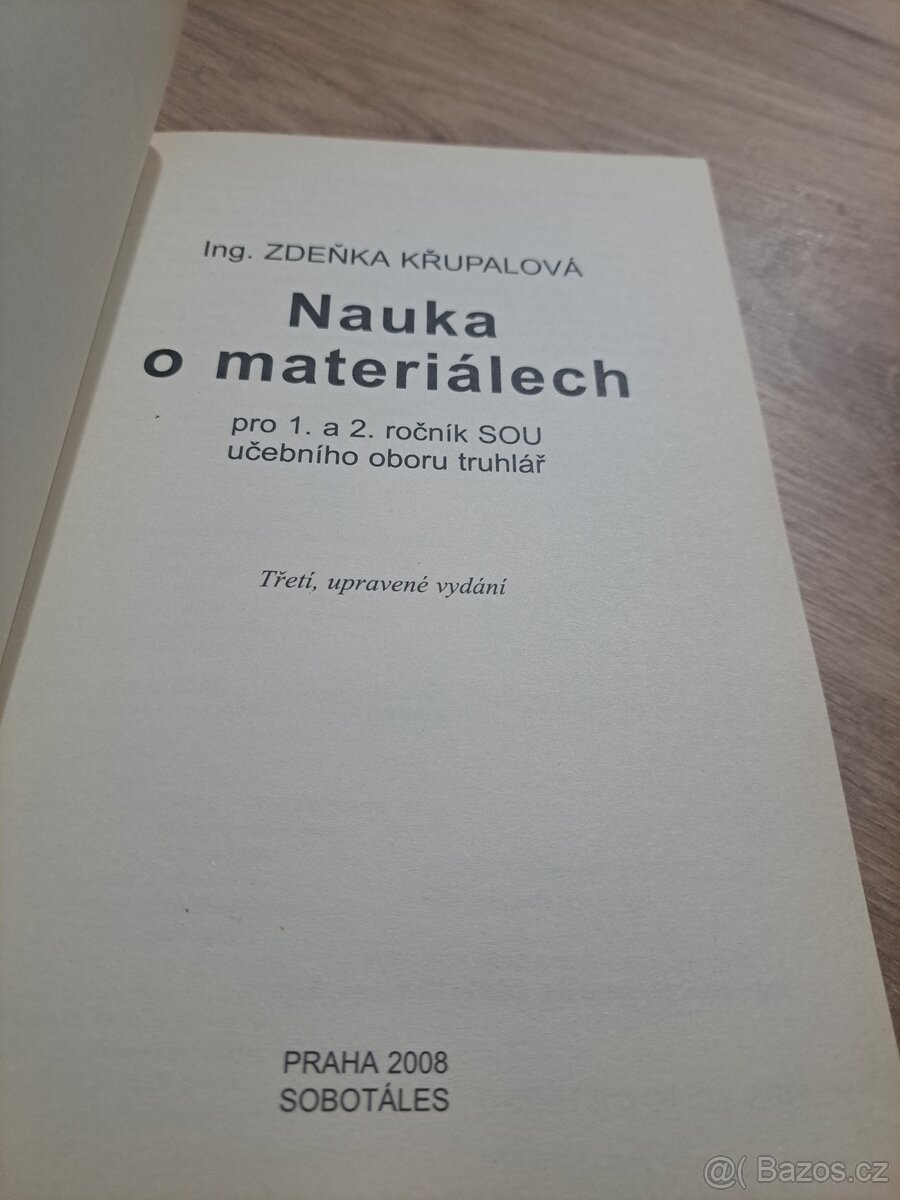 Ing. ZDEŇKA KŘUPALOVÁ
Nauka
o materiálech
pro 1. a 2. ročník SOU
učebního oboru truhlář
Třetí, upravené vydání
PRAHA 2008
SOBOTÁLES
@( Bazos.cz